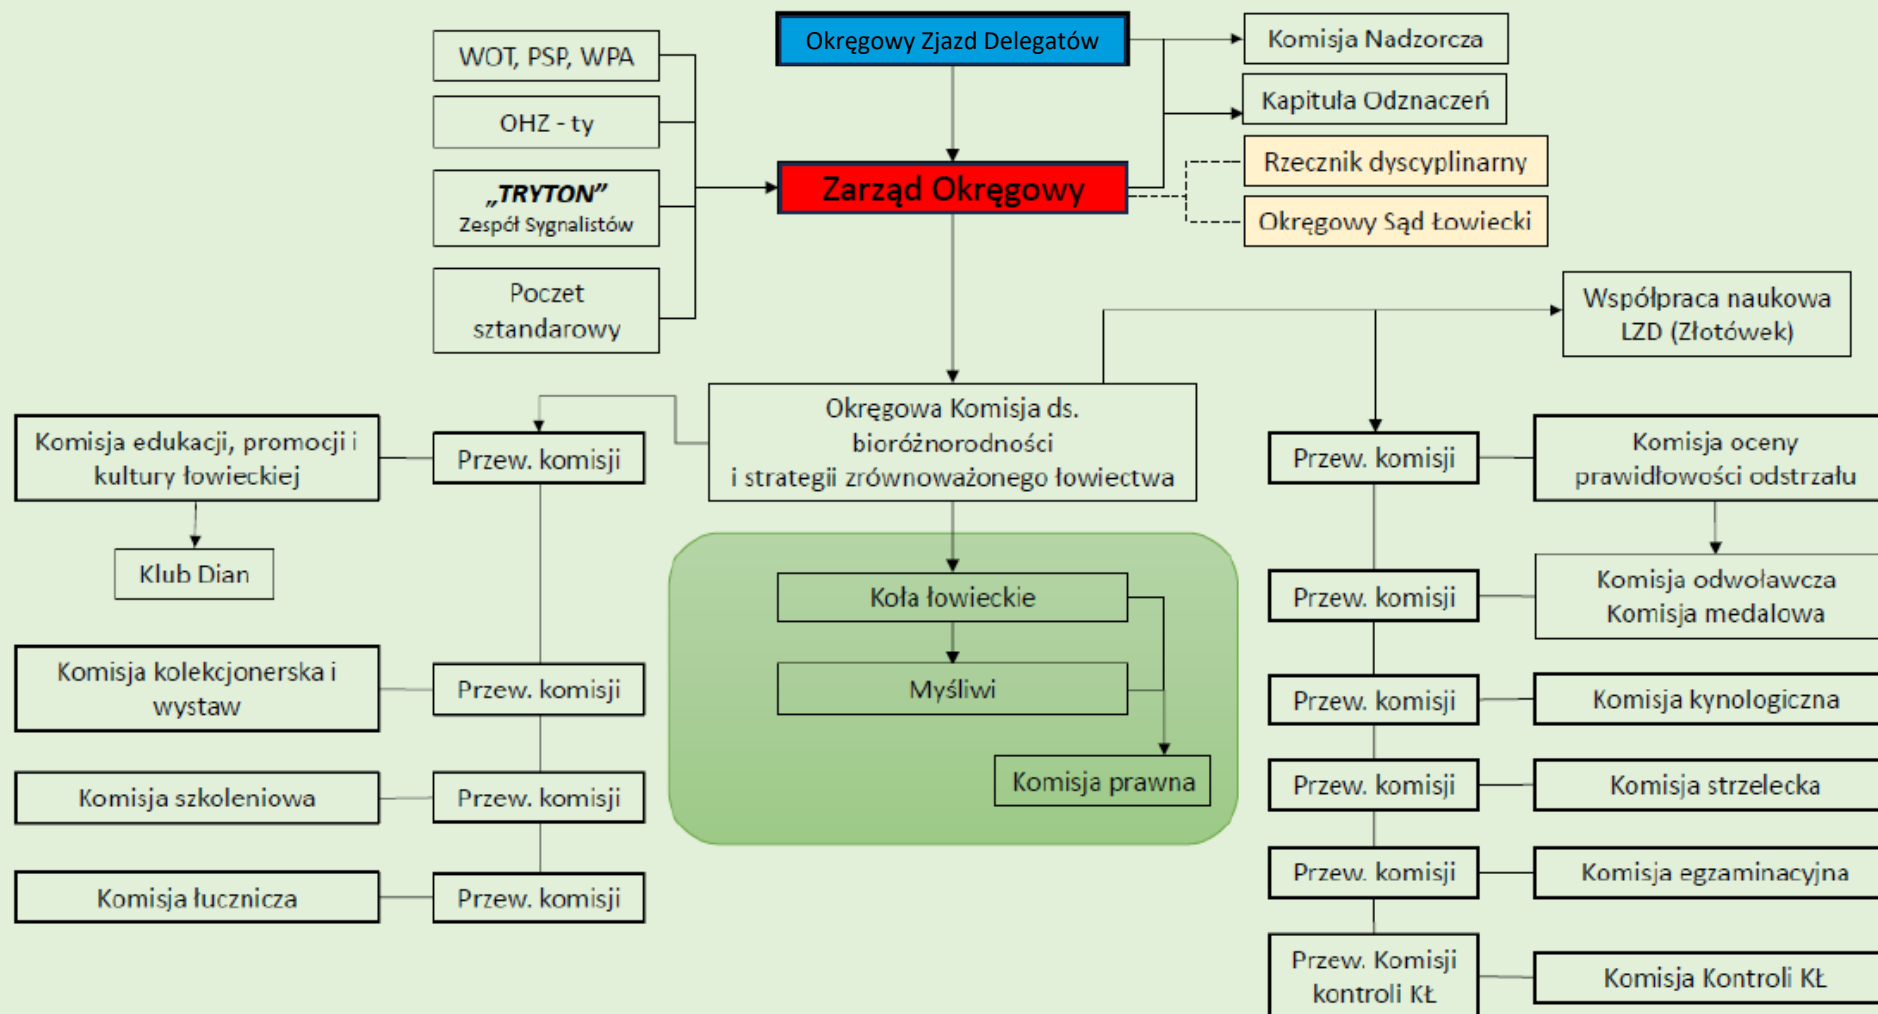 Okręgowy Zjazd Delegatów
WOT, PSP, WPA
OHZ - ty
„TRYTON”
Zespół Sygnalistów
Poczet
sztandarowy
Zarząd Okręgowy
Komisja Nadzorcza
Kapituła Odznaczeń
Rzecznik dyscyplinarny
Okręgowy Sąd Łowiecki
Współpraca naukowa
LZD (Złotówek)
Okręgowa Komisja ds.
bioróżnorodności
i strategii zrównoważonego łowiectwa
Komisja edukacji, promocji i
kultury łowieckiej
Przew. komisji
Klub Dian
Komisja kolekcjonerska i
wystaw
Przew. komisji
Komisja szkoleniowa
Przew. komisji
Komisja łucznicza
Przew. komisji
Koła łowieckie
Myśliwi
Komisja prawna
Przew. komisji
Komisja oceny
prawidłowości odstrzału
Przew. komisji
Komisja odwoławcza
Komisja medalowa
Przew. komisji
Komisja kynologiczna
Przew. komisji
Komisja strzelecka
Przew. komisji
Komisja egzaminacyjna
Przew. Komisji
kontroli KŁ
Komisja Kontroli KŁ